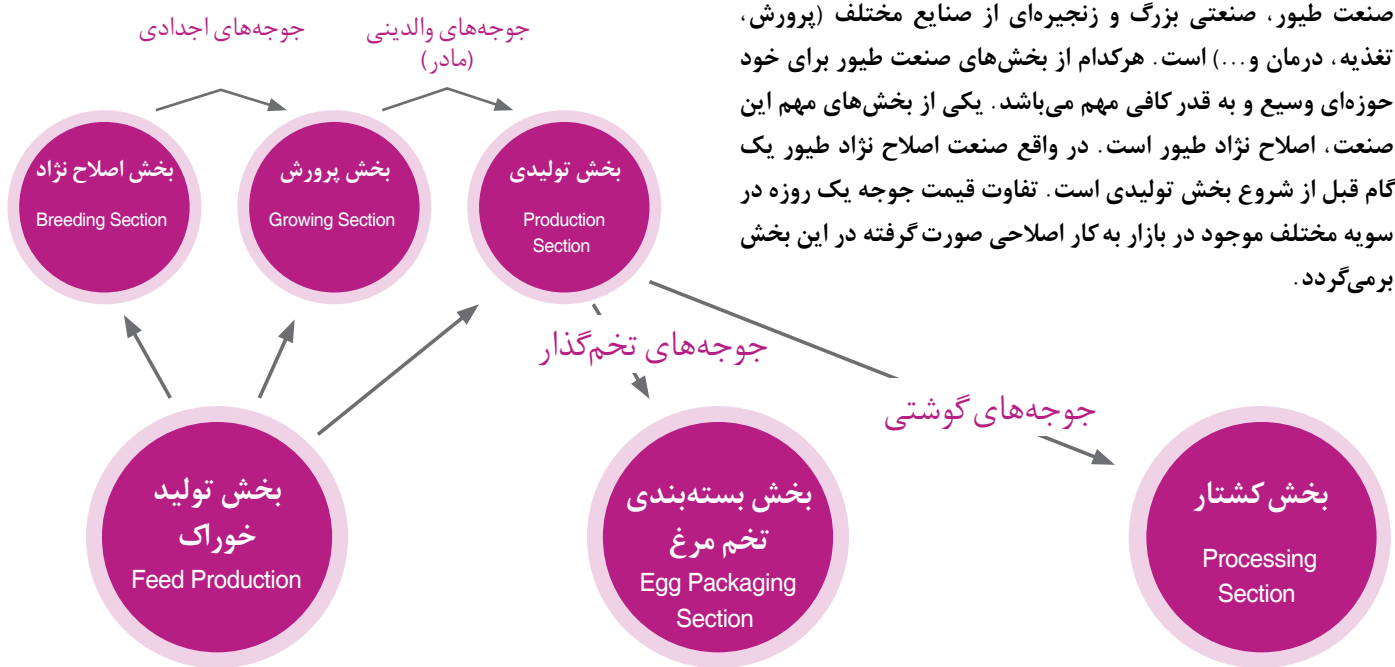 صنعت طیور، صنعتی بزرگ و زنجیره‌ای از صنایع مختلف (پرورش،
تغذیه، درمان و...) است. هرکدام از بخش‌های صنعت طیور برای خود
حوزه‌ای وسیع و به قدر کافی مهم می‌باشد. یکی از بخش‌های مهم این
صنعت، اصلاح نژاد طیور است. در واقع صنعت اصلاح نژاد طیور یک
گام قبل از شروع بخش تولیدی است. تفاوت قیمت جوجه یک روزه در
سویه مختلف موجود در بازار به کار اصلاحی صورت گرفته در این بخش
برمی‌گردد.
جوجه‌های اجدادی
جوجه‌های والدینی
(مادر)
بخش اصلاح نژاد
Breeding Section
بخش پرورش
Growing Section
بخش تولیدی
Production
Section
جوجه‌های تخم‌گذار
جوجه‌های گوشتی
بخش تولید
خوراک
Feed Production
بخش بسته‌بندی
تخم مرغ
Egg Packaging
Section
بخش کشتار
Processing
Section